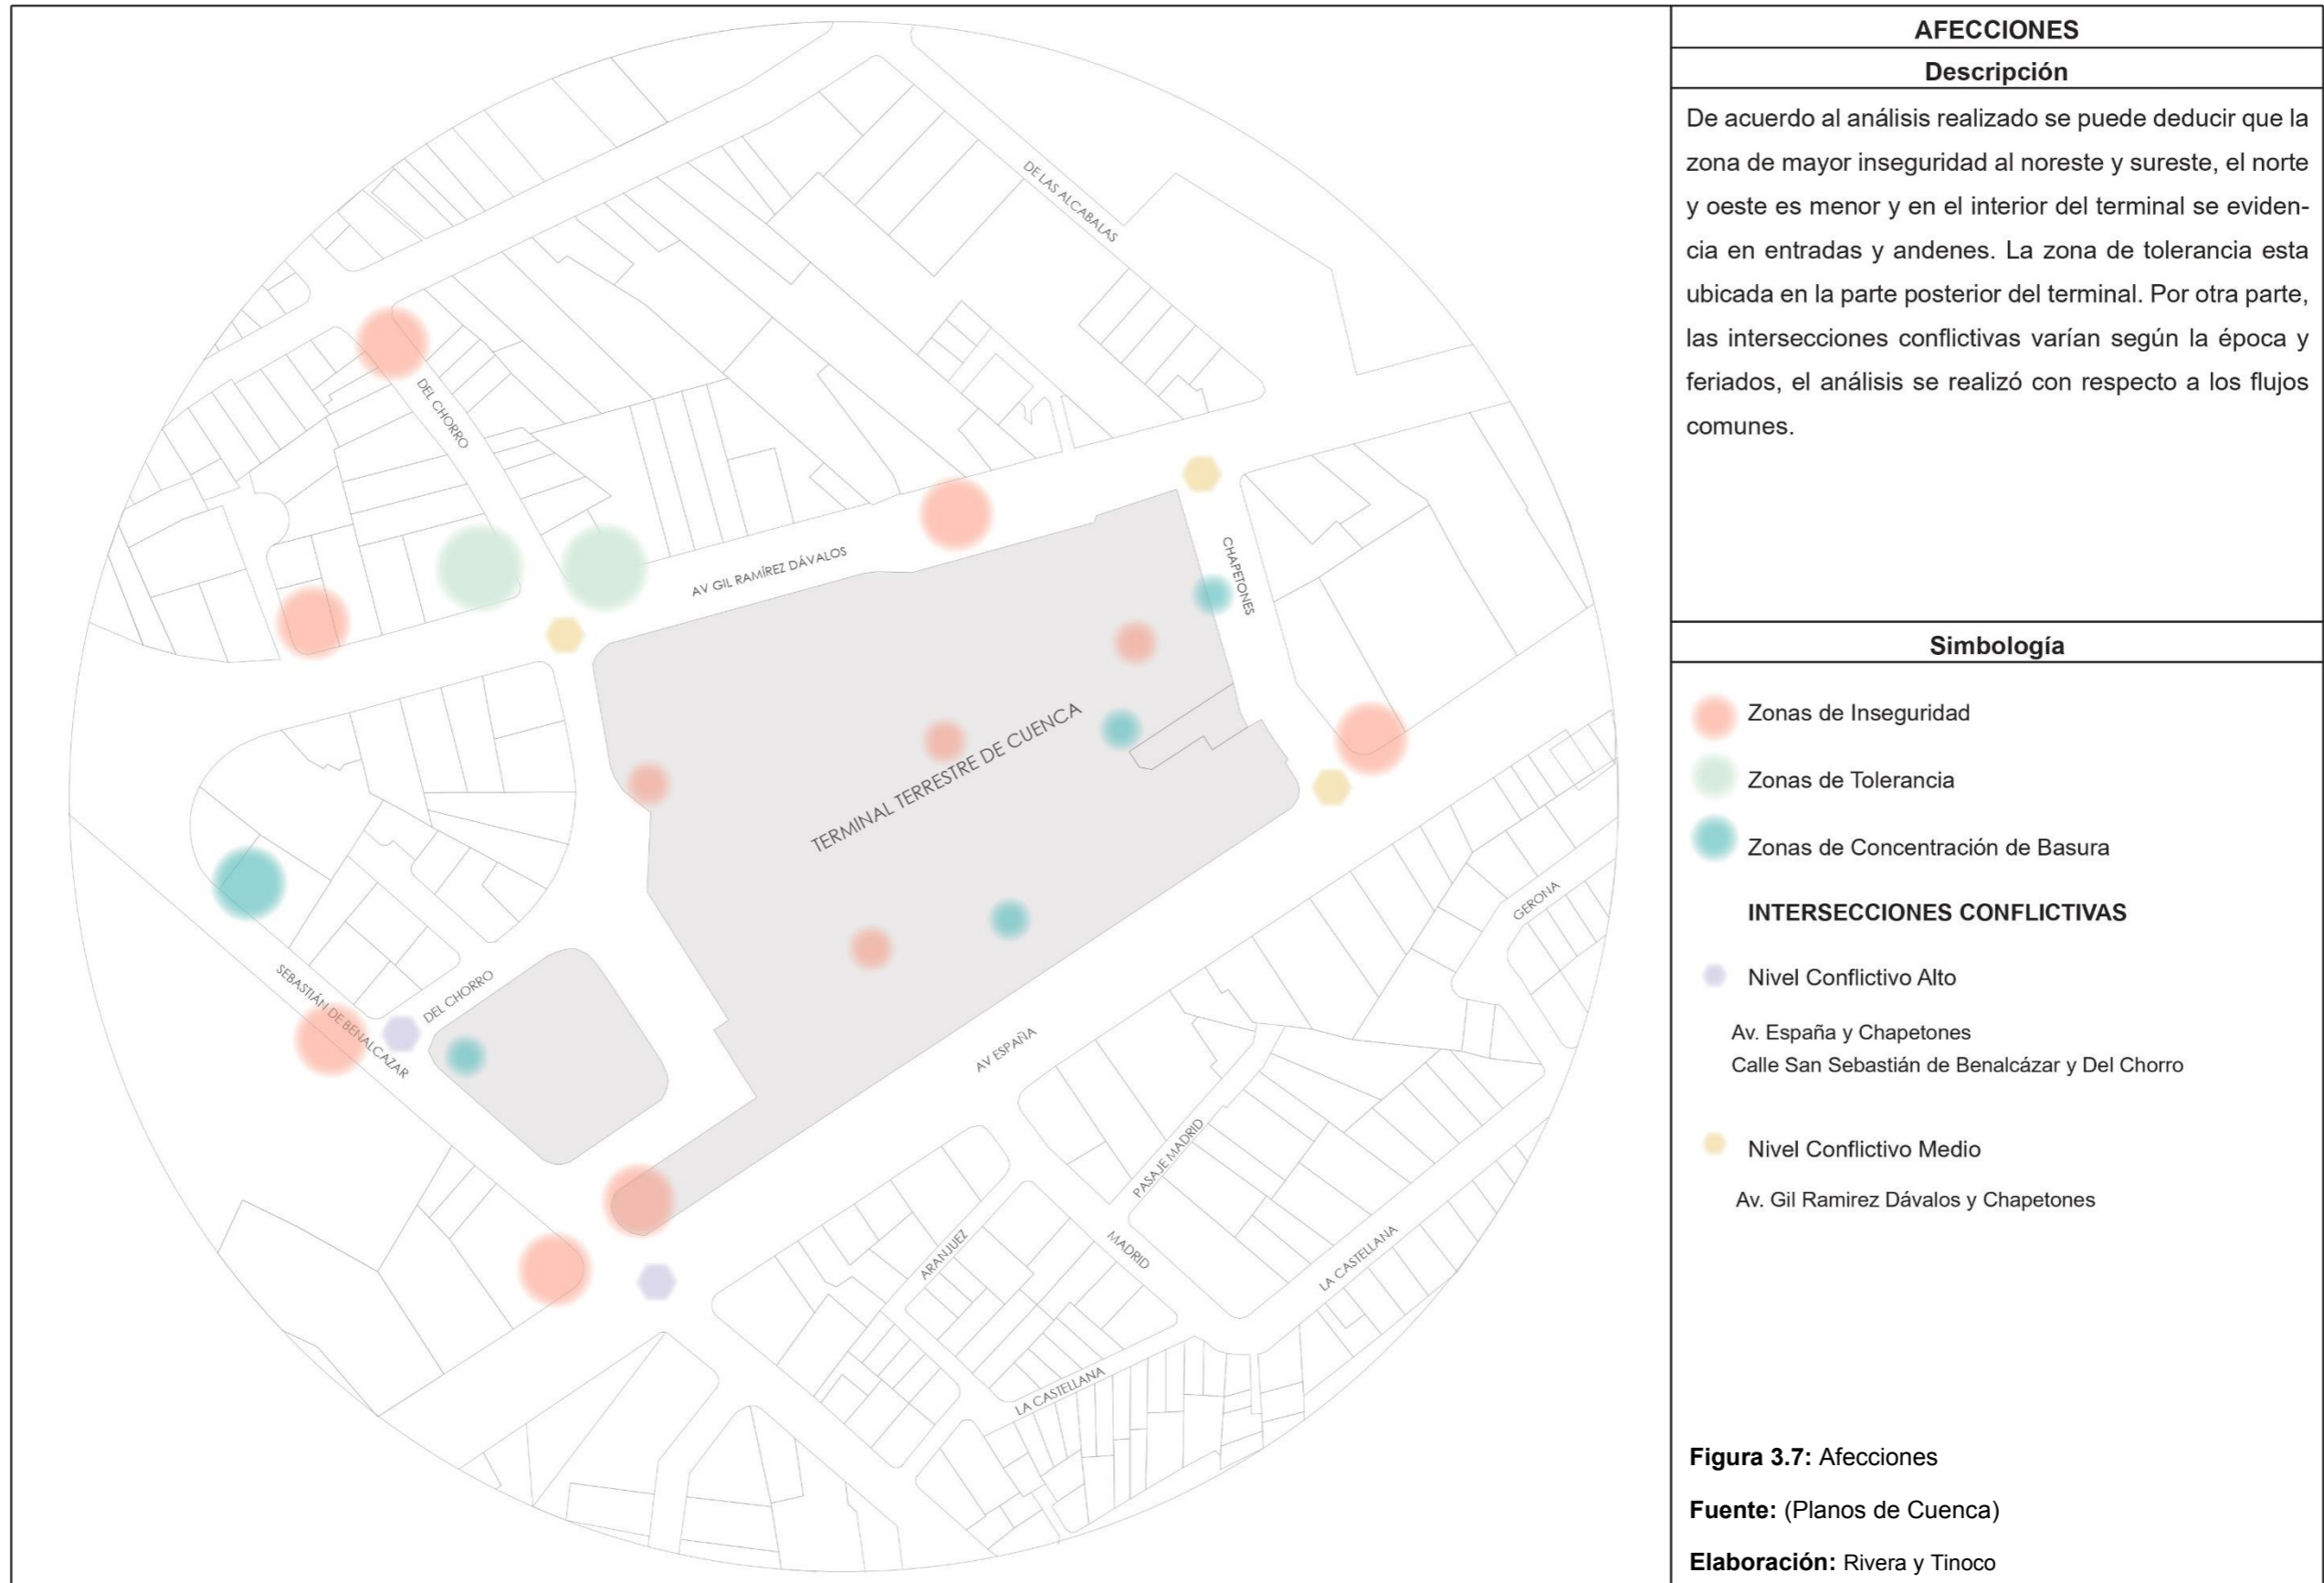 AFECCIONES
Descripción
De acuerdo al análisis realizado se puede deducir que la
zona de mayor inseguridad al noreste y sureste, el norte
y oeste es menor y en el interior del terminal se eviden-
cia en entradas y andenes. La zona de tolerancia esta
ubicada en la parte posterior del terminal. Por otra parte,
las intersecciones conflictivas varían según la época y
feriados, el análisis se realizó con respecto a los flujos
comunes.
Simbología
Zonas de Inseguridad
Zonas de Tolerancia
Zonas de Concentración de Basura
INTERSECCIONES CONFLICTIVAS
Nivel Conflictivo Alto
Av. España y Chapetones
Calle San Sebastián de Benalcázar y Del Chorro
Nivel Conflictivo Medio
Av. Gil Ramirez Dávalos y Chapetones
Figura 3.7: Afecciones
Fuente: (Planos de Cuenca)
Elaboración: Rivera y Tinoco
DE LAS ALCABALAS
DEL CHORRO
AV GIL RAMÍREZ DÁVALOS
CHAPETONES
TERMINAL TERRESTRE DE CUENCA
GERONA
SEBASTIÁN DE BENALCAZAR
DEL CHORRO
AV ESPAÑA
PASAJE MADRID
ARANJUEZ
MADRID
LA CASTELLANA
LA CASTELLANA